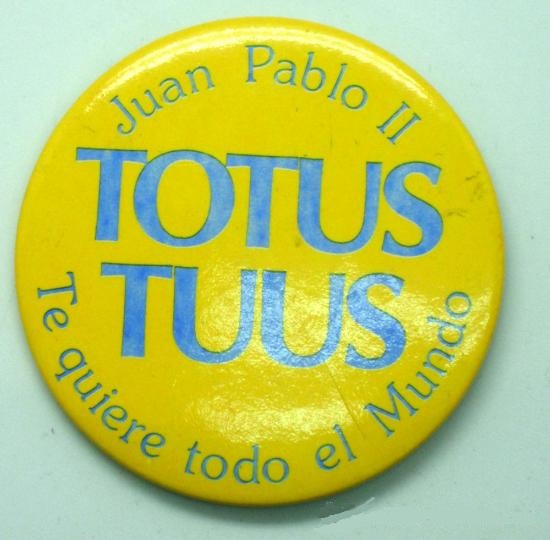 Juan Pablo II
TOTUS
TUUS
Te quiere todo el Mundo